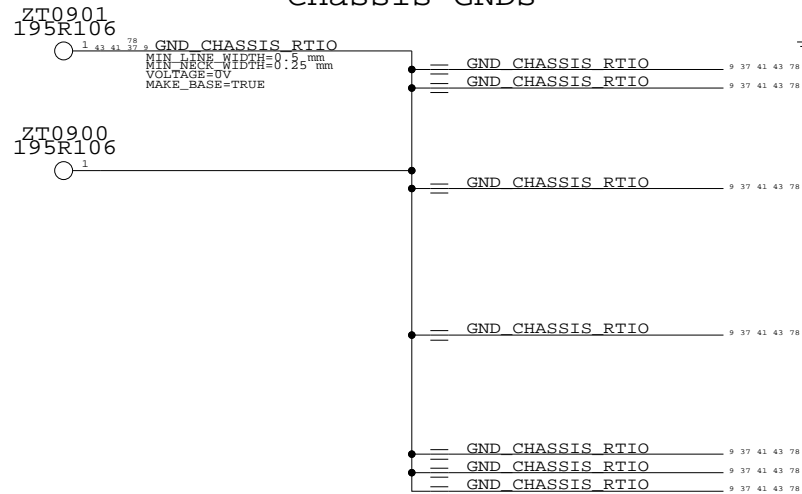 Chassis GNDs
ZT0901
195R106
1 43 41 37 9 78 GND_CHASSIS_RTIO
MIN_LINE_WIDTH=0.5 mm
MIN_NECK_WIDTH=0.25 mm
VOLTAGE=0V
MAKE_BASE=TRUE
GND_CHASSIS_RTIO 9 37 41 43 78
GND_CHASSIS_RTIO 9 37 41 43 78
ZT0900
195R106
1
GND_CHASSIS_RTIO 9 37 41 43 78
GND_CHASSIS_RTIO 9 37 41 43 78
GND_CHASSIS_RTIO 9 37 41 43 78
GND_CHASSIS_RTIO 9 37 41 43 78
GND_CHASSIS_RTIO 9 37 41 43 78